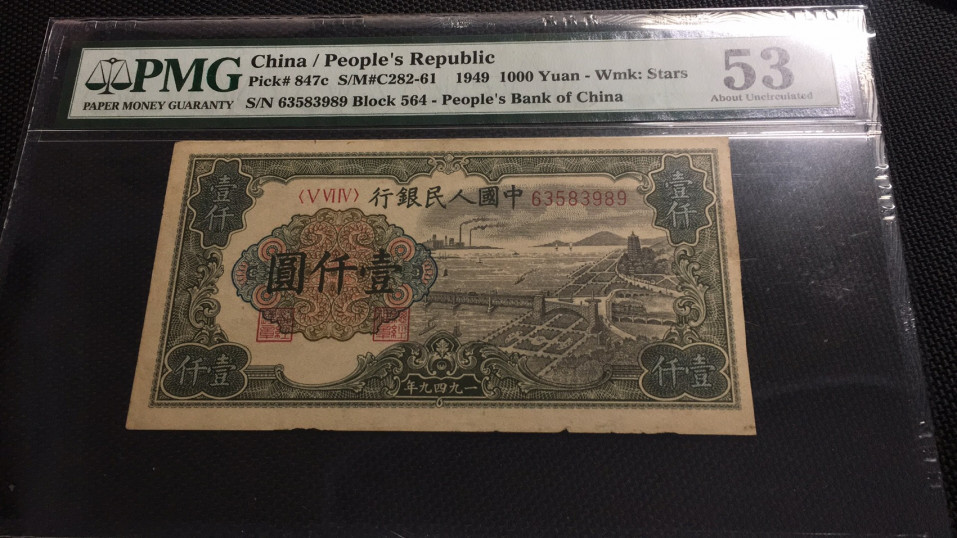 PMG
PAPER MONEY GUARANTY
China / People's Republic
Pick# 847c S/M#C282-61 1949 1000 Yuan - Wmk: Stars
S/N 63583989 Block 564 - People's Bank of China
53
About Uncirculated
壹仟
壹仟
〈V VII IV〉 行銀民人國中 63583989
圓仟壹
仟壹
仟壹
年九四九一